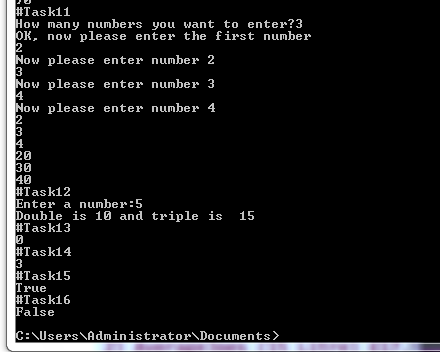 #Task11
How many numbers you want to enter?3
OK, now please enter the first number
2
Now please enter number 2
3
Now please enter number 3
4
Now please enter number 4
2
3
4
20
30
40
#Task12
Enter a number:5
Double is 10 and triple is  15
#Task13
0
#Task14
3
#Task15
True
#Task16
False
C:\Users\Administrator\Documents>